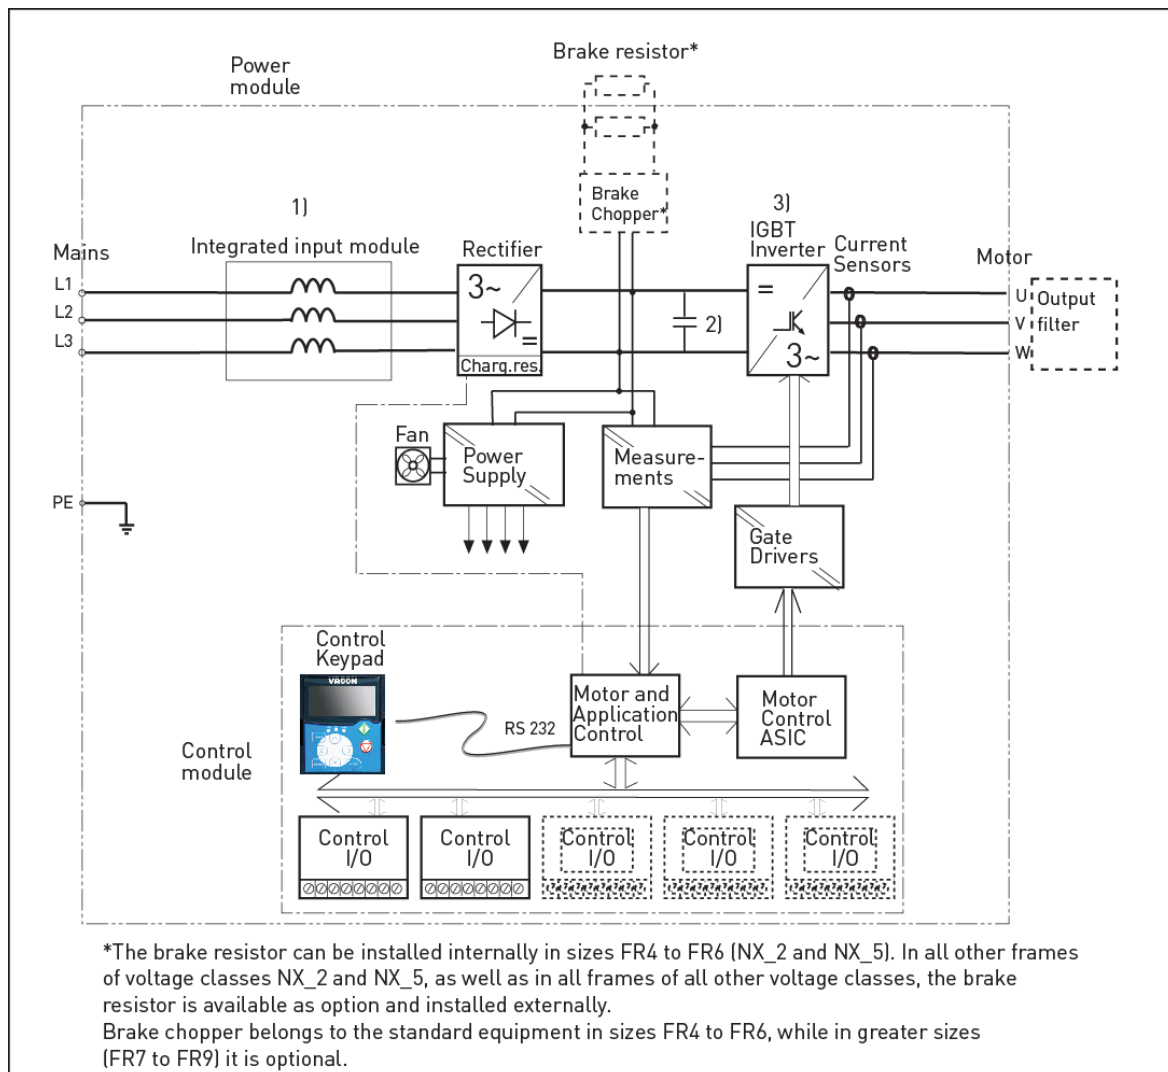 Brake resistor*
Power
module
Brake
Chopper*
1)
3)
Mains
Integrated input module
Rectifier
IGBT
Inverter
Current
Sensors
Motor
L1
L2
L3
3~
=
Charg.res.
2)
=
3~
U
V
W
Output
filter
Fan
Power
Supply
Measure-
ments
PE
Gate
Drivers
Control
Keypad
VACON
Motor and
Application
Control
RS 232
Motor
Control
ASIC
Control
module
Control
I/O
Control
I/O
Control
I/O
Control
I/O
Control
I/O
*The brake resistor can be installed internally in sizes FR4 to FR6 (NX_2 and NX_5). In all other frames
of voltage classes NX_2 and NX_5, as well as in all frames of all other voltage classes, the brake
resistor is available as option and installed externally.
Brake chopper belongs to the standard equipment in sizes FR4 to FR6, while in greater sizes
(FR7 to FR9) it is optional.